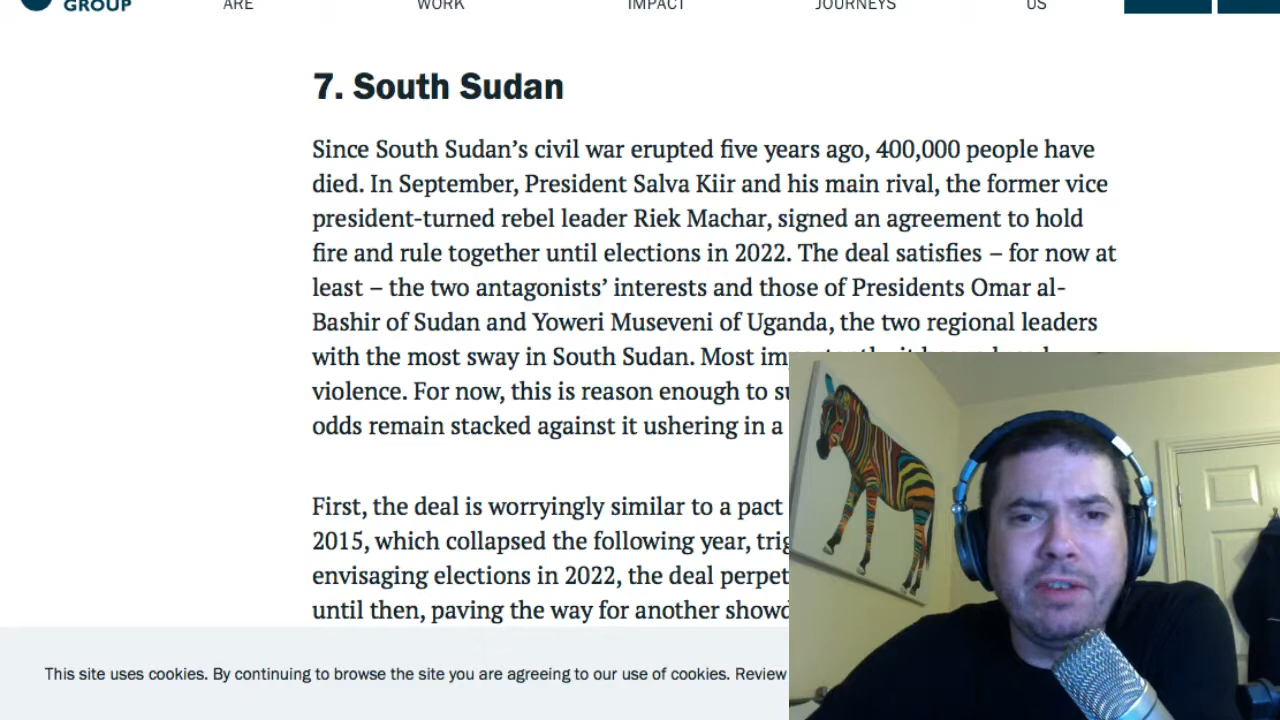 GROUP
ARE
WORK
IMPACT
JOURNEYS
US
7. South Sudan
Since South Sudan’s civil war erupted five years ago, 400,000 people have
died. In September, President Salva Kiir and his main rival, the former vice
president-turned rebel leader Riek Machar, signed an agreement to hold
fire and rule together until elections in 2022. The deal satisfies – for now at
least – the two antagonists’ interests and those of Presidents Omar al-
Bashir of Sudan and Yoweri Museveni of Uganda, the two regional leaders
with the most sway in South Sudan. Most
violence. For now, this is reason enough to
odds remain stacked against it ushering in a
First, the deal is worryingly similar to a pact
2015, which collapsed the following year,
envisaging elections in 2022, the deal
until then, paving the way for another
This site uses cookies. By continuing to browse the site you are agreeing to our use of cookies. Review